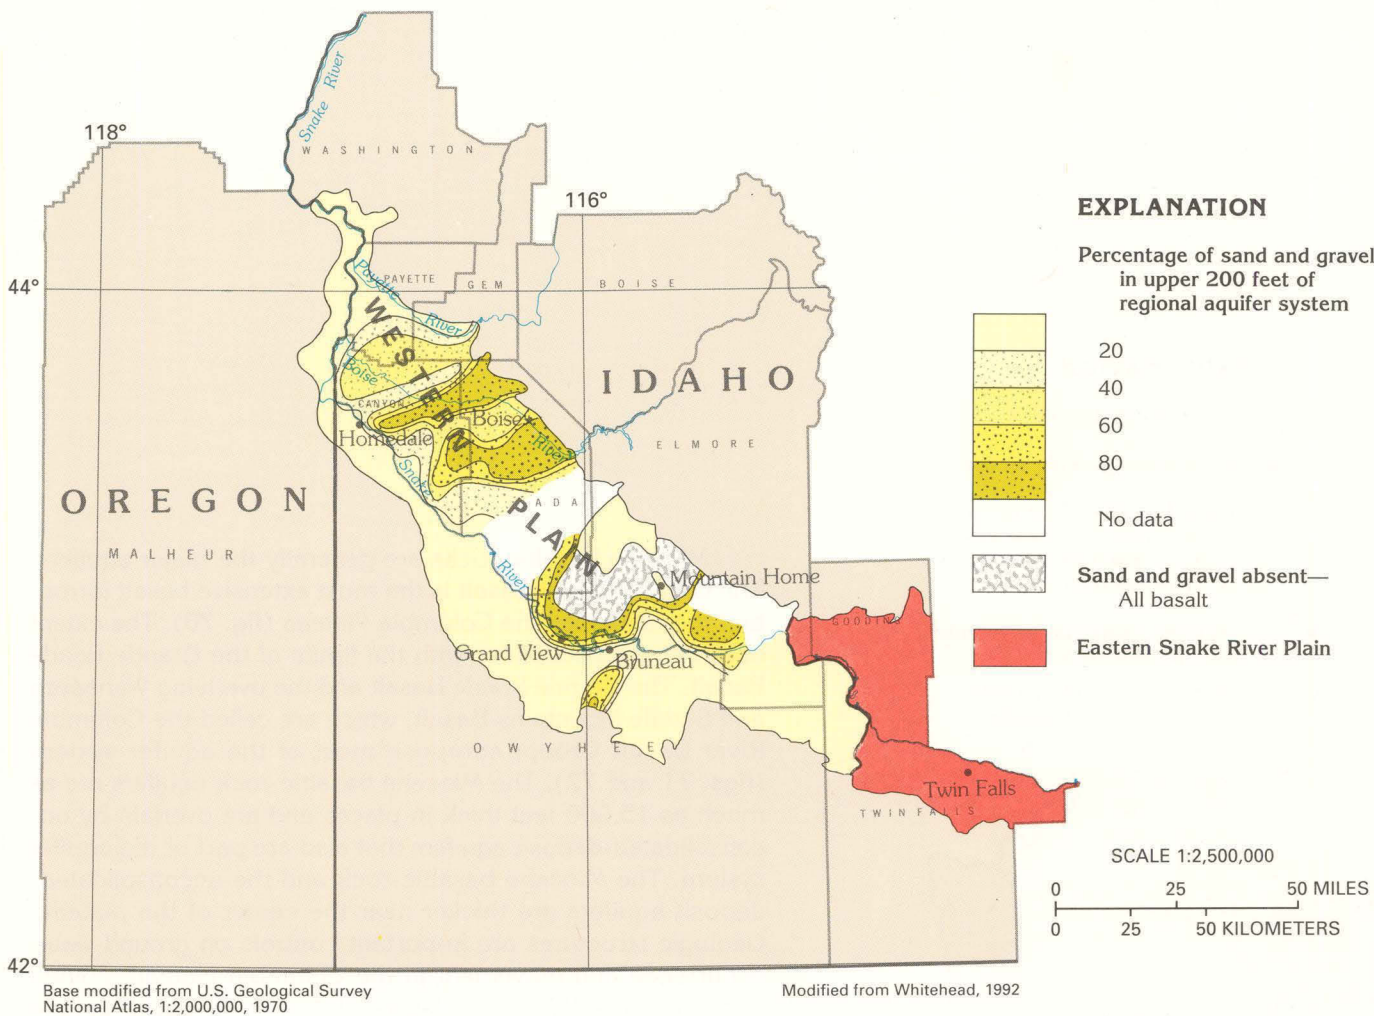 Snake River
118°
WASHINGTON
116°
44°
Payette River
PAYETTE
GEM
BOISE
WESTERN
Boise River
CANYON
Boise
Homedale
IDAHO
ELMORE
Snake River
OREGON
MALHEUR
ADA
PLAIN
Mountain Home
GOODING
Grand View
Bruneau
OWYHEE
Twin Falls
TWIN FALLS
42°
EXPLANATION
Percentage of sand and gravel
in upper 200 feet of
regional aquifer system
20
40
60
80
No data
Sand and gravel absent—
All basalt
Eastern Snake River Plain
SCALE 1:2,500,000
0 25 50 MILES
0 25 50 KILOMETERS
Base modified from U.S. Geological Survey
National Atlas, 1:2,000,000, 1970
Modified from Whitehead, 1992